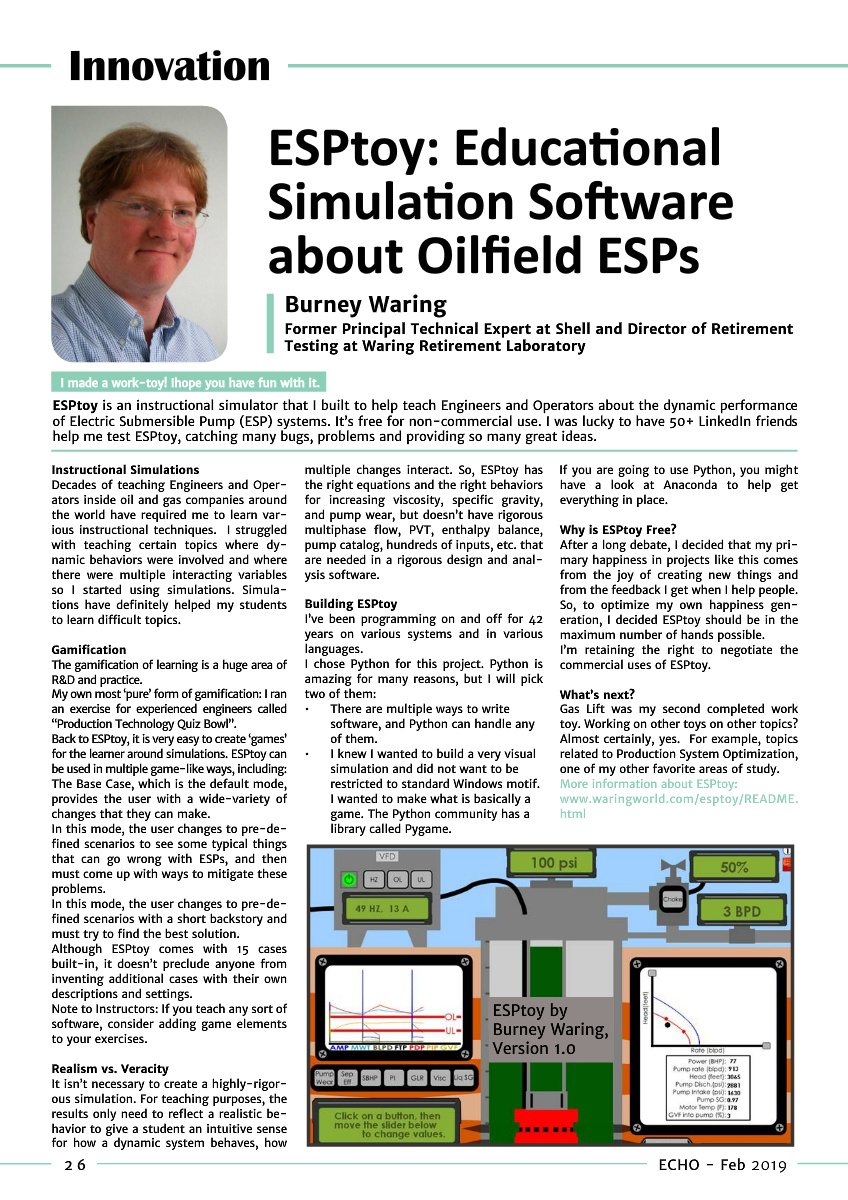 Innovation
ESPtoy: Educational
Simulation Software
about Oilfield ESPs
Burney Waring
Former Principal Technical Expert at Shell and Director of Retirement
Testing at Waring Retirement Laboratory
I made a work-toy! Ihope you have fun with it.
ESPtoy is an instructional simulator that I built to help teach Engineers and Operators about the dynamic performance
of Electric Submersible Pump (ESP) systems. It's free for non-commercial use. I was lucky to have 50+ LinkedIn friends
help me test ESPtoy, catching many bugs, problems and providing so many great ideas.
Instructional Simulations
Decades of teaching Engineers and Oper-
ators inside oil and gas companies around
the world have required me to learn var-
ious instructional techniques. I struggled
with teaching certain topics where dy-
namic behaviors were involved and where
there were multiple interacting variables
so I started using simulations. Simula-
tions have definitely helped my students
to learn difficult topics.
Gamification
The gamification of learning is a huge area of
R&D and practice.
My own most 'pure' form of gamification: I ran
an exercise for experienced engineers called
"Production Technology Quiz Bowl".
Back to ESPtoy, it is very easy to create 'games'
for the learner around simulations. ESPtoy can
be used in multiple game-like ways, including:
The Base Case, which is the default mode,
provides the user with a wide-variety of
changes that they can make.
In this mode, the user changes to pre-de-
fined scenarios to see some typical things
that can go wrong with ESPs, and then
must come up with ways to mitigate these
problems.
In this mode, the user changes to pre-de-
fined scenarios with a short backstory and
must try to find the best solution.
Although ESPtoy comes with 15 cases
built-in, it doesn't preclude anyone from
inventing additional cases with their own
descriptions and settings.
Note to Instructors: If you teach any sort of
software, consider adding game elements
to your exercises.
Realism vs. Veracity
It isn't necessary to create a highly-rigor-
ous simulation. For teaching purposes, the
results only need to reflect a realistic be-
havior to give a student an intuitive sense
for how a dynamic system behaves, how
multiple changes interact. So, ESPtoy has
the right equations and the right behaviors
for increasing viscosity, specific gravity,
and pump wear, but doesn't have rigorous
multiphase flow, PVT, enthalpy balance,
pump catalog, hundreds of inputs, etc. that
are needed in a rigorous design and anal-
ysis software.
Building ESPtoy
I've been programming on and off for 42
years on various systems and in various
languages.
I chose Python for this project. Python is
amazing for many reasons, but I will pick
two of them:
• There are multiple ways to write
software, and Python can handle any
of them.
• I knew I wanted to build a very visual
simulation and did not want to be
restricted to standard Windows motif.
I wanted to make what is basically a
game. The Python community has a
library called Pygame.
If you are going to use Python, you might
have a look at Anaconda to help get
everything in place.
Why is ESPtoy Free?
After a long debate, I decided that my pri-
mary happiness in projects like this comes
from the joy of creating new things and
from the feedback I get when I help people.
So, to optimize my own happiness gen-
eration, I decided ESPtoy should be in the
maximum number of hands possible.
I'm retaining the right to negotiate the
commercial uses of ESPtoy.
What's next?
Gas Lift was my second completed work
toy. Working on other toys on other topics?
Almost certainly, yes. For example, topics
related to Production System Optimization,
one of my other favorite areas of study.
More information about ESPtoy:
www.waringworld.com/esptoy/README.
html
VFD
HZ OL UL
49 HZ, 13 A
100 psi
50%
Choke
3 BPD
OL
UL
AMP MWT BLPD FTP PDP PIP GVF
Pump Wear Sep Eff SBHP PI GLR Visc Liq SG
Click on a button, then
move the slider below
to change values.
ESPtoy by
Burney Waring,
Version 1.0
Head(feet)
Rate (blpd)
Power (BHP): 77
Pump rate (blpd): 913
Head (feet): 3065
Pump Disch.(psi): 2881
Pump Intake (psi): 1630
Pump SG: 0.97
Motor Temp (F): 178
GVF into pump (%): 3
26
ECHO - Feb 2019